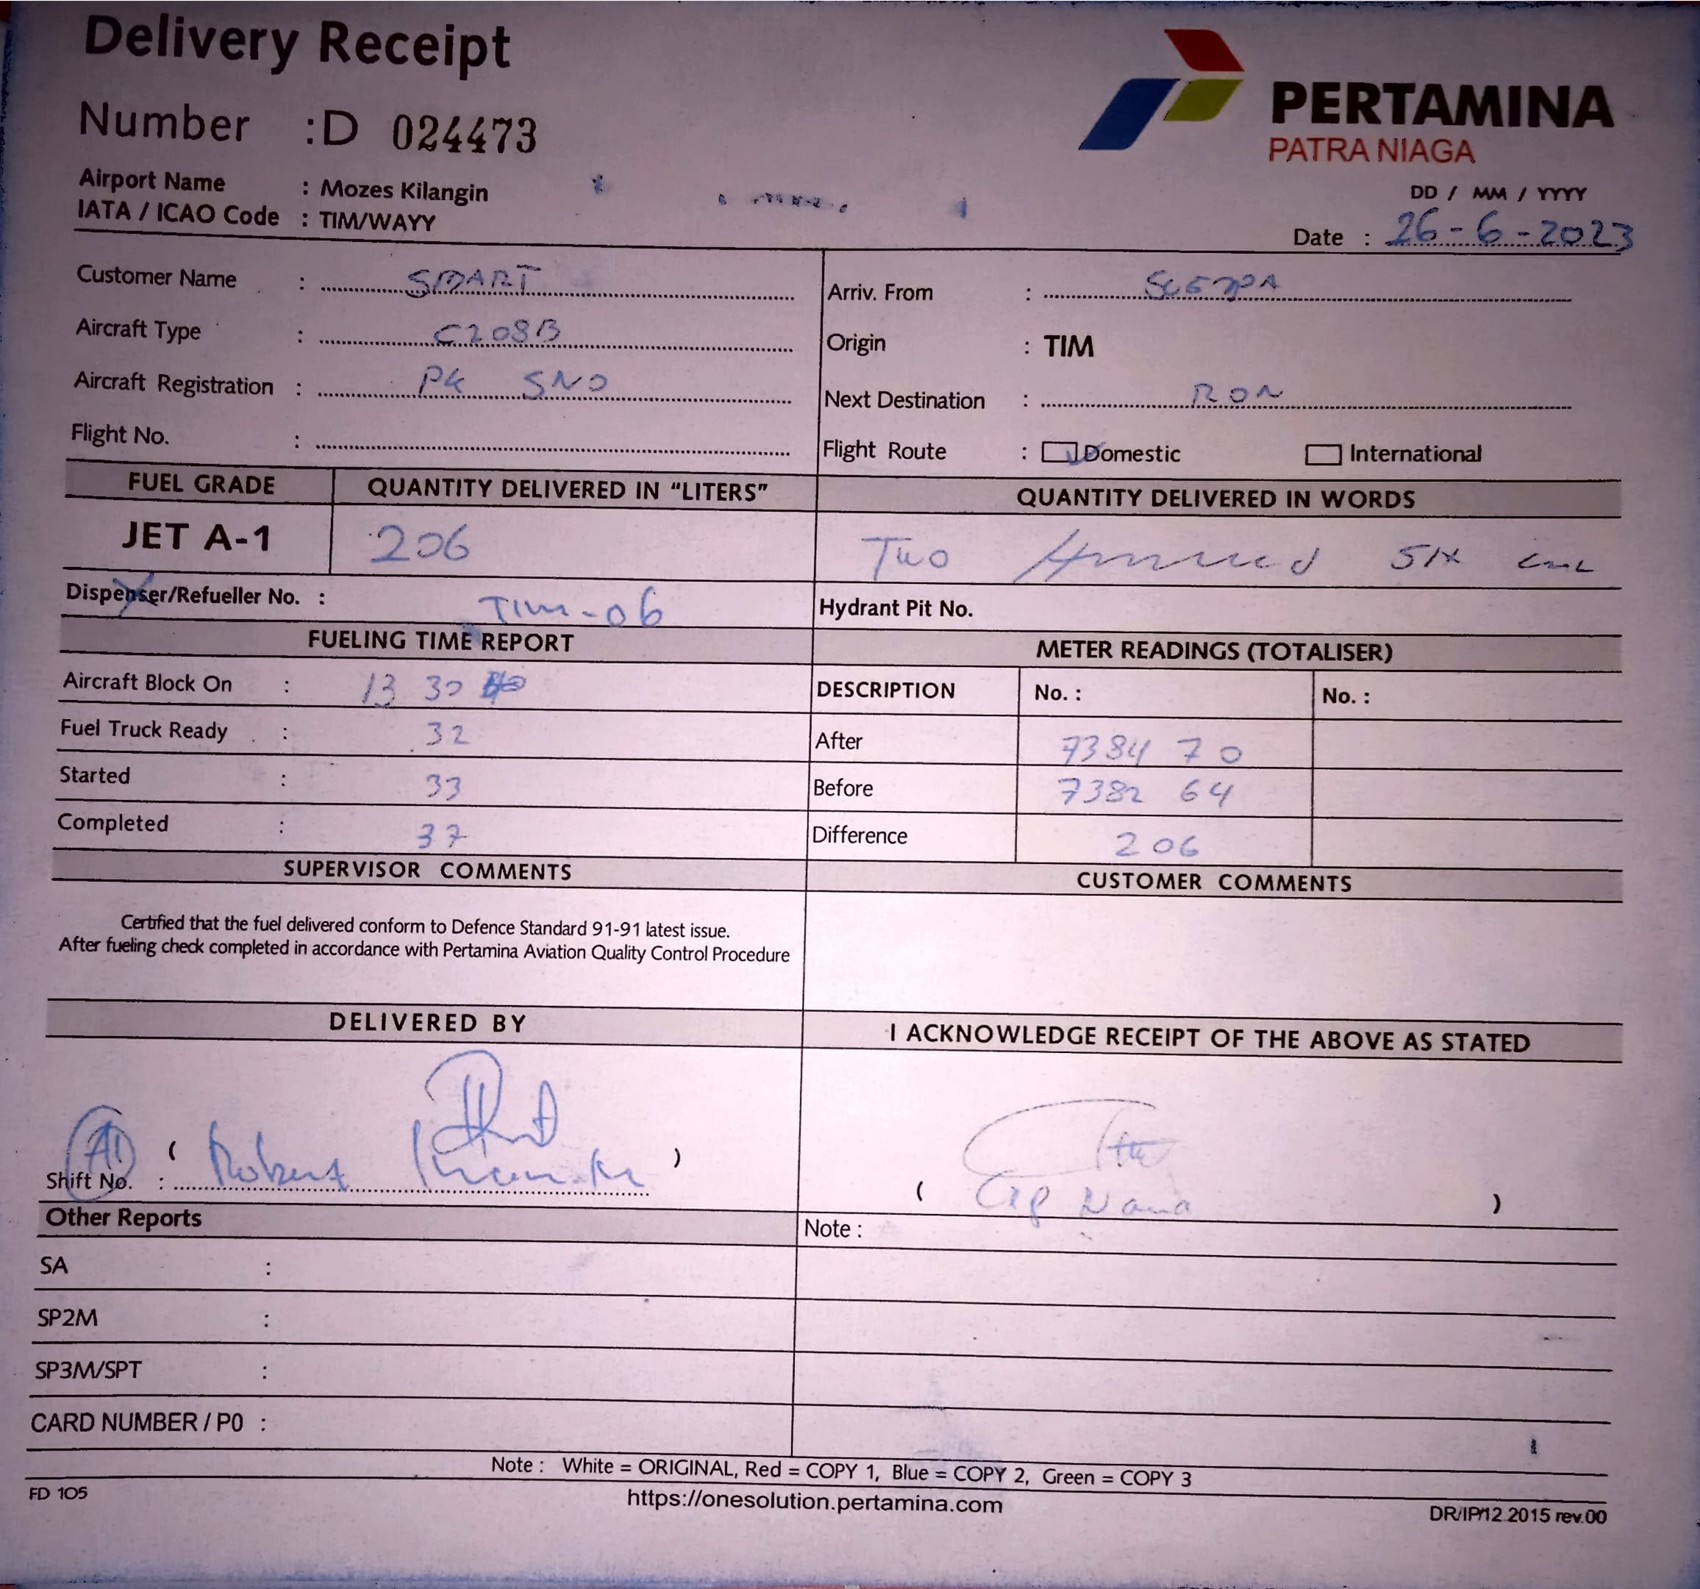 Delivery Receipt
Number : D 024473
PERTAMINA
PATRA NIAGA
Airport Name : Mozes Kilangin
IATA / ICAO Code : TIM/WAYY
DD / MM / YYYY
Date : 26-6-2023
Customer Name : SMART
Arriv. From :
Aircraft Type : C208B
Origin : TIM
Aircraft Registration : PK SNO
Next Destination : RON
Flight No. :
Flight Route : Domestic International
FUEL GRADE QUANTITY DELIVERED IN “LITERS” QUANTITY DELIVERED IN WORDS
JET A-1 206 Two Hundred SIX
Dispenser/Refueller No. : TIM-06 Hydrant Pit No.
FUELING TIME REPORT METER READINGS (TOTALISER)
Aircraft Block On : 13 30 DESCRIPTION No. : No. :
Fuel Truck Ready : 32 After 7384 70
Started : 33 Before 7382 64
Completed : 37 Difference 206
SUPERVISOR COMMENTS CUSTOMER COMMENTS
Certified that the fuel delivered conform to Defence Standard 91-91 latest issue.
After fueling check completed in accordance with Pertamina Aviation Quality Control Procedure
DELIVERED BY I ACKNOWLEDGE RECEIPT OF THE ABOVE AS STATED
Shift No. : ( Robert )
( Nana )
Other Reports Note :
SA :
SP2M :
SP3M/SPT :
CARD NUMBER / P0 :
Note : White = ORIGINAL, Red = COPY 1, Blue = COPY 2, Green = COPY 3
FD 105 https://onesolution.pertamina.com DR/IP/12.2015 rev.00